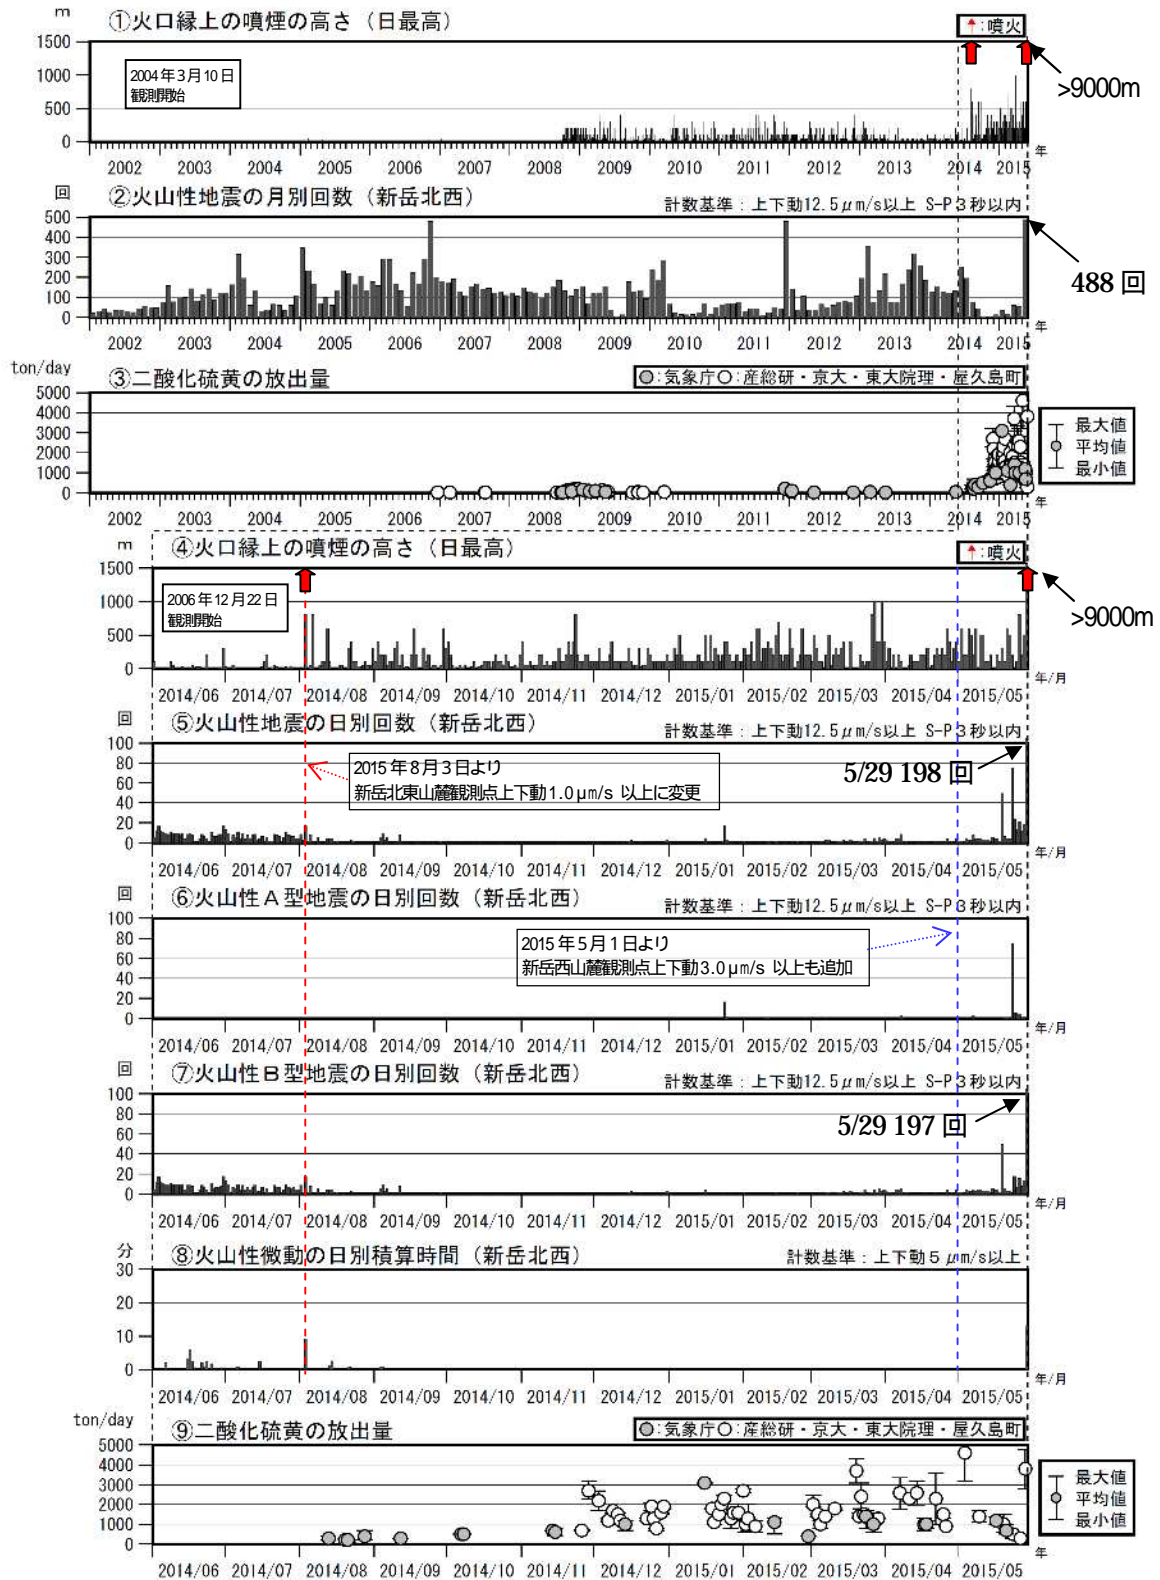 m ①火口縁上の噴煙の高さ（日最高） ↑:噴火
1500
1000
500
0
2004年3月10日
観測開始
>9000m
2002 2003 2004 2005 2006 2007 2008 2009 2010 2011 2012 2013 2014 2015 年
回 ②火山性地震の月別回数（新岳北西） 計数基準：上下動12.5μm/s以上 S-P 3秒以内
500
400
300
200
100
0
488 回
2002 2003 2004 2005 2006 2007 2008 2009 2010 2011 2012 2013 2014 2015 年
ton/day ③二酸化硫黄の放出量 ○:気象庁○:産総研・京大・東大院理・屋久島町
5000
4000
3000
2000
1000
0
最大値
平均値
最小値
2002 2003 2004 2005 2006 2007 2008 2009 2010 2011 2012 2013 2014 2015 年
m ④火口縁上の噴煙の高さ（日最高） ↑:噴火
1500
1000
500
0
2006年12月22日
観測開始
>9000m
2014/06 2014/07 2014/08 2014/09 2014/10 2014/11 2014/12 2015/01 2015/02 2015/03 2015/04 2015/05 年/月
回 ⑤火山性地震の日別回数（新岳北西） 計数基準：上下動12.5μm/s以上 S-P 3秒以内
100
80
60
40
20
0
2015年8月3日より
新岳北東山麓観測点上下動1.0μm/s 以上に変更
5/29 198 回
2014/06 2014/07 2014/08 2014/09 2014/10 2014/11 2014/12 2015/01 2015/02 2015/03 2015/04 2015/05 年/月
回 ⑥火山性Ａ型地震の日別回数（新岳北西） 計数基準：上下動12.5μm/s以上 S-P 3秒以内
100
80
60
40
20
0
2015年5月1日より
新岳西山麓観測点上下動3.0μm/s 以上も追加
2014/06 2014/07 2014/08 2014/09 2014/10 2014/11 2014/12 2015/01 2015/02 2015/03 2015/04 2015/05 年/月
回 ⑦火山性Ｂ型地震の日別回数（新岳北西） 計数基準：上下動12.5μm/s以上 S-P 3秒以内
100
80
60
40
20
0
5/29 197 回
2014/06 2014/07 2014/08 2014/09 2014/10 2014/11 2014/12 2015/01 2015/02 2015/03 2015/04 2015/05 年/月
分 ⑧火山性微動の日別積算時間（新岳北西） 計数基準：上下動5μm/s以上
30
20
10
0
2014/06 2014/07 2014/08 2014/09 2014/10 2014/11 2014/12 2015/01 2015/02 2015/03 2015/04 2015/05 年/月
ton/day ⑨二酸化硫黄の放出量 ○:気象庁○:産総研・京大・東大院理・屋久島町
5000
4000
3000
2000
1000
0
最大値
平均値
最小値
2014/06 2014/07 2014/08 2014/09 2014/10 2014/11 2014/12 2015/01 2015/02 2015/03 2015/04 2015/05 年